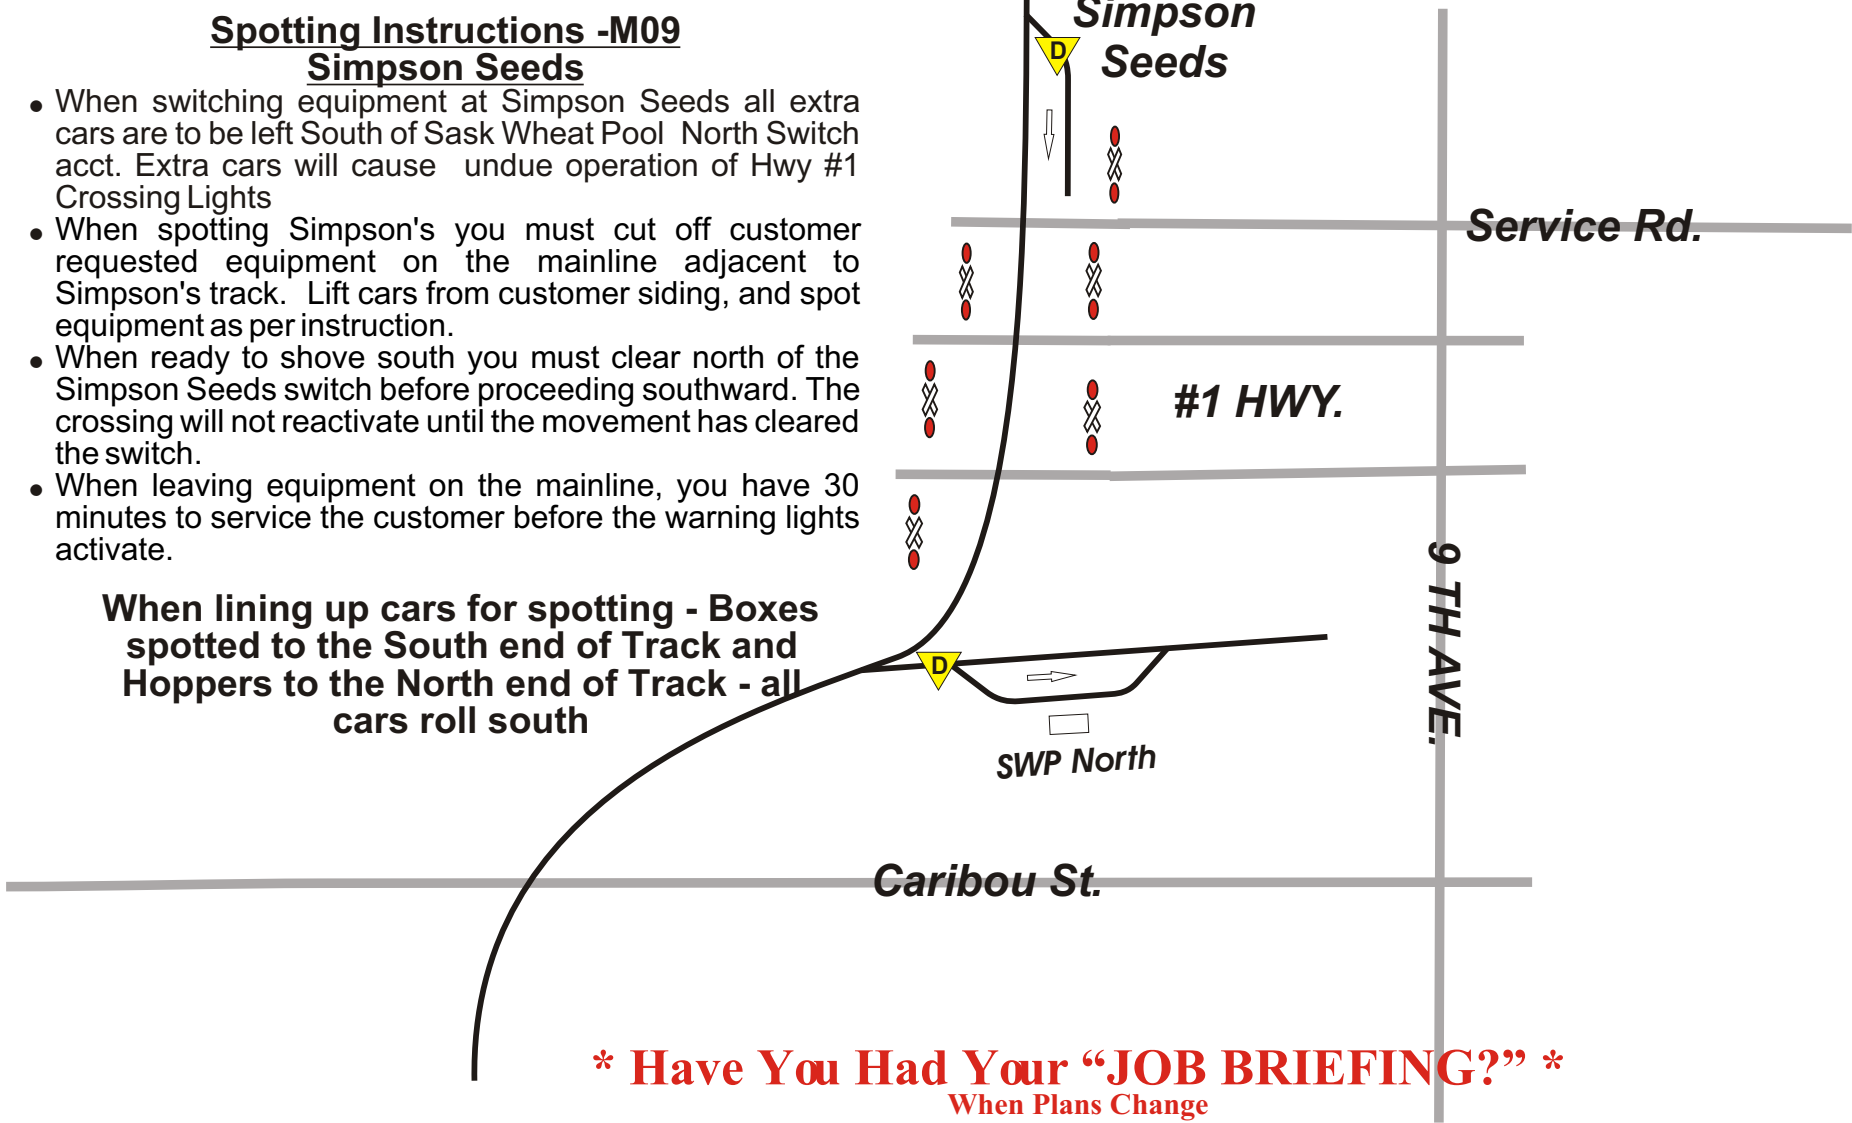 Spotting Instructions -M09
Simpson Seeds
● When switching equipment at Simpson Seeds all extra
cars are to be left South of Sask Wheat Pool North Switch
acct. Extra cars will cause undue operation of Hwy #1
Crossing Lights
● When spotting Simpson's you must cut off customer
requested equipment on the mainline adjacent to
Simpson's track. Lift cars from customer siding, and spot
equipment as per instruction.
● When ready to shove south you must clear north of the
Simpson Seeds switch before proceeding southward. The
crossing will not reactivate until the movement has cleared
the switch.
● When leaving equipment on the mainline, you have 30
minutes to service the customer before the warning lights
activate.
When lining up cars for spotting - Boxes
spotted to the South end of Track and
Hoppers to the North end of Track - all
cars roll south
Simpson
Seeds
D
Service Rd.
#1 HWY.
9 TH AVE.
D
SWP North
Caribou St.
* Have You Had Your “JOB BRIEFING?” *
When Plans Change